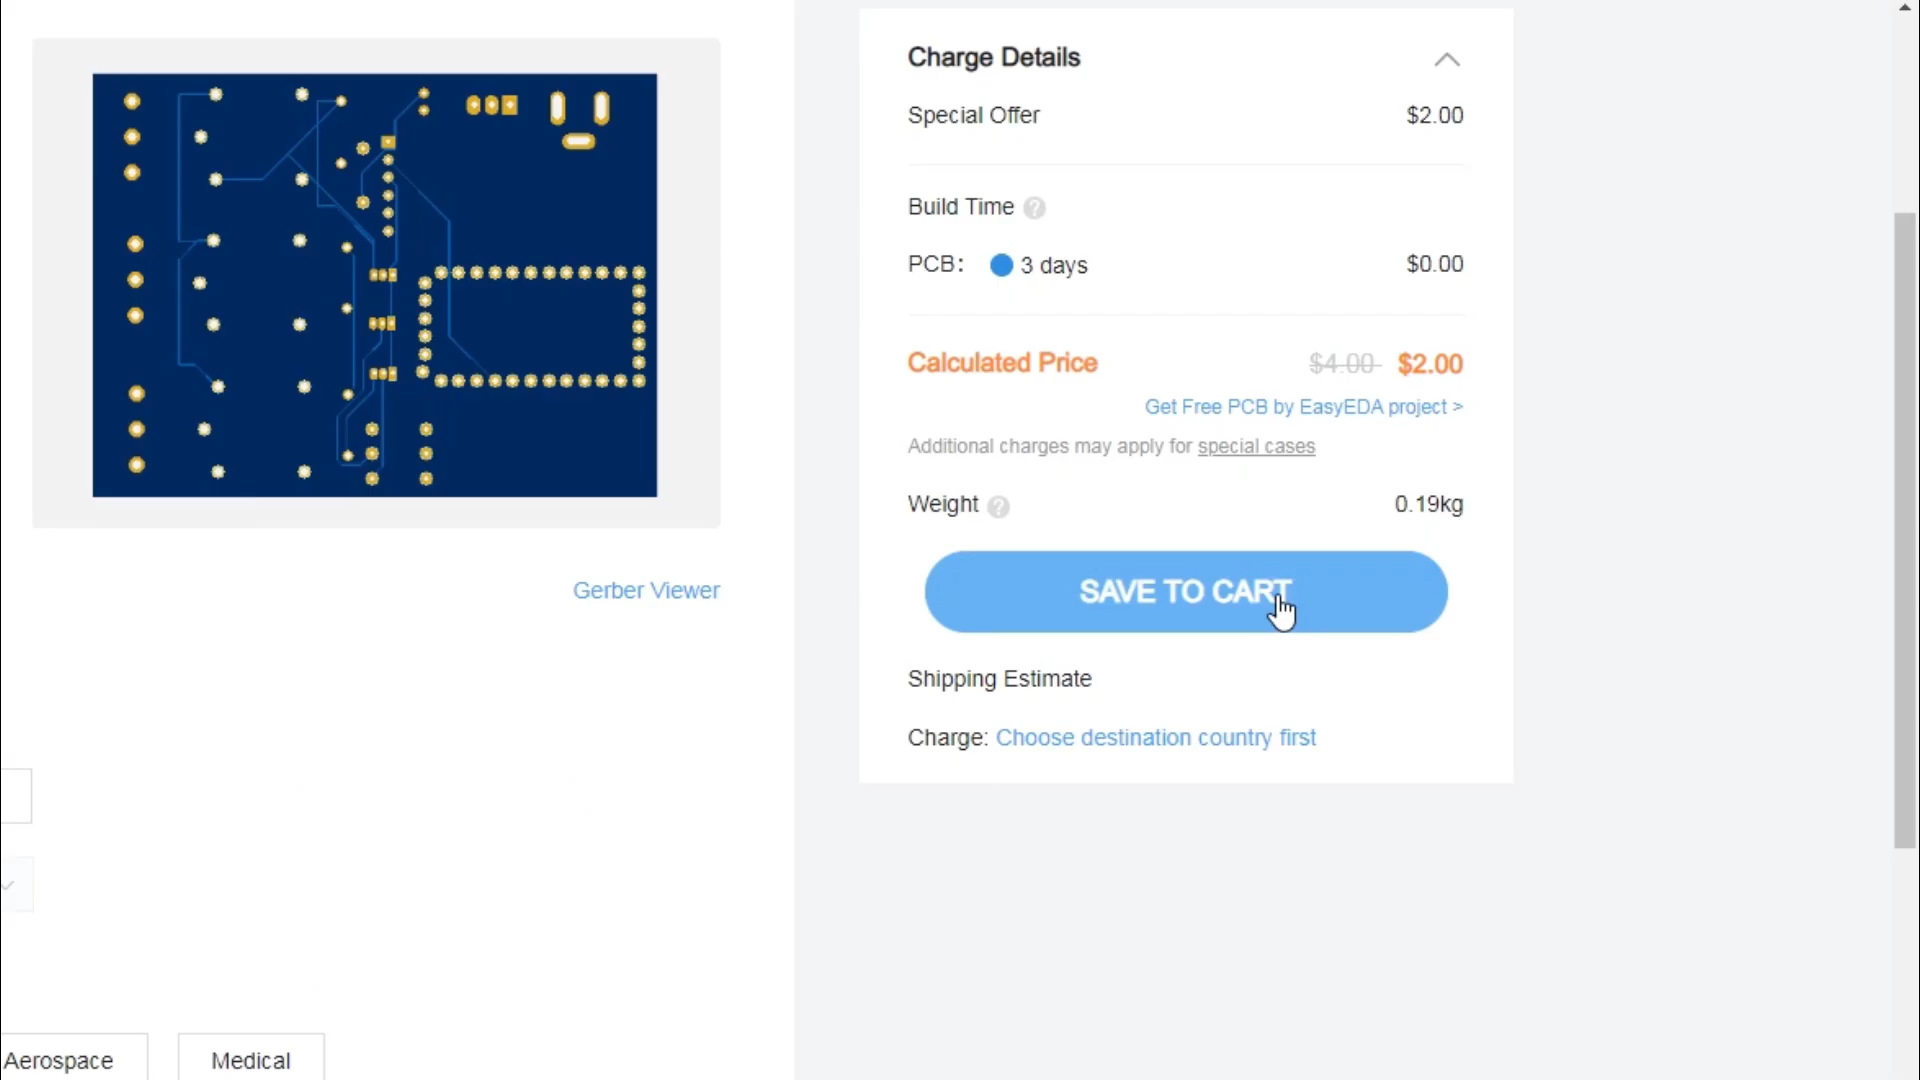 Charge Details
Special Offer $2.00
Build Time ?
PCB: 3 days $0.00
Calculated Price $4.00 $2.00
Get Free PCB by EasyEDA project >
Additional charges may apply for special cases
Weight ? 0.19kg
SAVE TO CART
Gerber Viewer
Shipping Estimate
Charge: Choose destination country first
Aerospace Medical